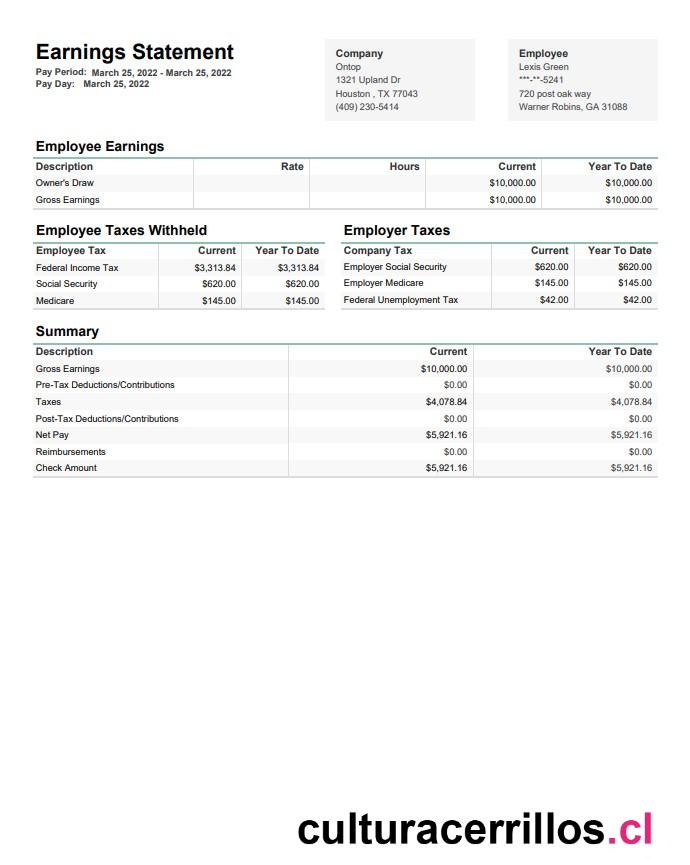 Earnings Statement
Pay Period: March 25, 2022 - March 25, 2022
Pay Day: March 25, 2022
Company
Ontop
1321 Upland Dr
Houston , TX 77043
(409) 230-5414
Employee
Lexis Green
***-**-5241
720 post oak way
Warner Robins, GA 31088
Employee Earnings
Description Rate Hours Current Year To Date
Owner's Draw $10,000.00 $10,000.00
Gross Earnings $10,000.00 $10,000.00
Employee Taxes Withheld
Employee Tax Current Year To Date
Federal Income Tax $3,313.84 $3,313.84
Social Security $620.00 $620.00
Medicare $145.00 $145.00
Employer Taxes
Company Tax Current Year To Date
Employer Social Security $620.00 $620.00
Employer Medicare $145.00 $145.00
Federal Unemployment Tax $42.00 $42.00
Summary
Description Current Year To Date
Gross Earnings $10,000.00 $10,000.00
Pre-Tax Deductions/Contributions $0.00 $0.00
Taxes $4,078.84 $4,078.84
Post-Tax Deductions/Contributions $0.00 $0.00
Net Pay $5,921.16 $5,921.16
Reimbursements $0.00 $0.00
Check Amount $5,921.16 $5,921.16
culturacerrillos.cl